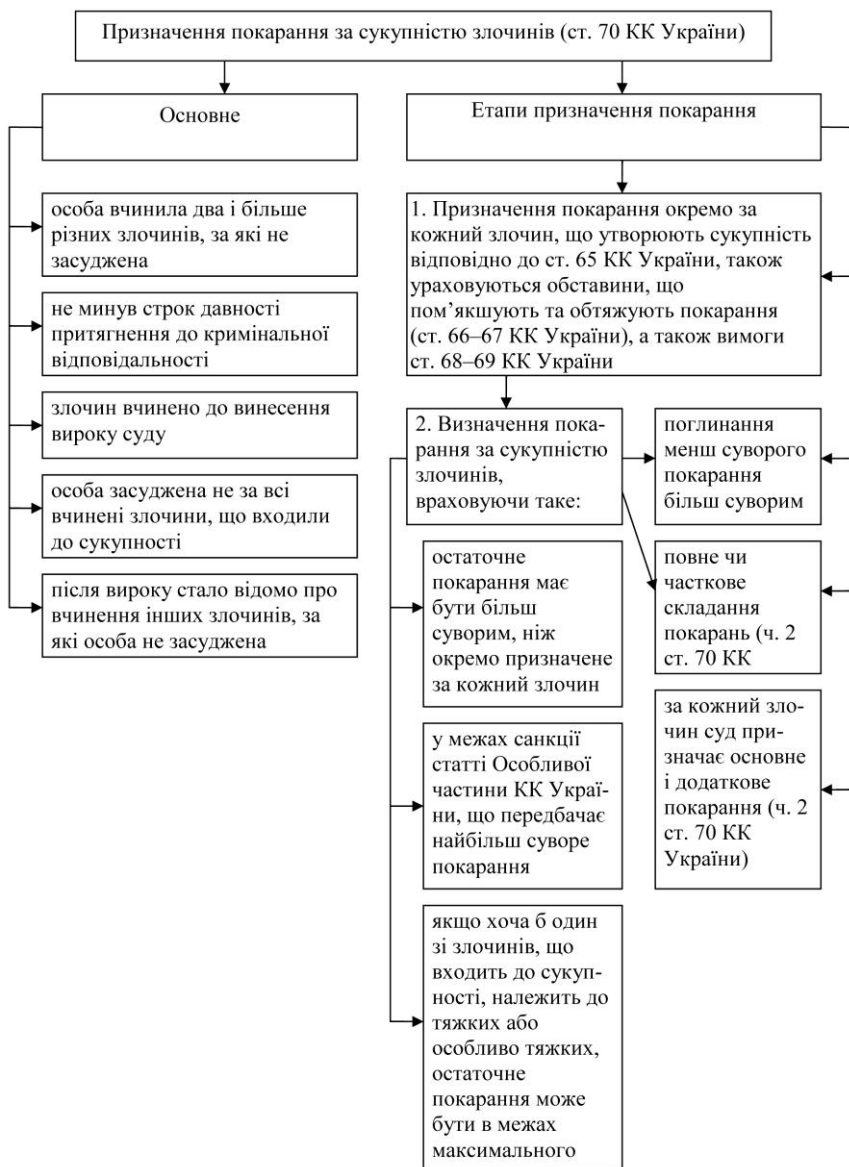 Призначення покарання за сукупністю злочинів (ст. 70 КК України)
Основне
особа вчинила два і більше
різних злочинів, за які не
засуджена
не минув строк давності
притягнення до кримінальної
відповідальності
злочин вчинено до винесення
вироку суду
особа засуджена не за всі
вчинені злочини, що входили
до сукупності
після вироку стало відомо про
вчинення інших злочинів, за
які особа не засуджена
Етапи призначення покарання
1. Призначення покарання окремо за
кожний злочин, що утворюють сукупність
відповідно до ст. 65 КК України, також
ураховуються обставини, що
пом’якшують та обтяжують покарання
(ст. 66–67 КК України), а також вимоги
ст. 68–69 КК України
2. Визначення пока-
рання за сукупністю
злочинів,
враховуючи таке:
остаточне
покарання має
бути більш
суворим, ніж
окремо призначене
за кожний злочин
у межах санкції
статті Особливої
частини КК Украї-
ни, що передбачає
найбільш суворе
покарання
якщо хоча б один
зі злочинів, що
входить до сукуп-
ності, належить до
тяжких або
особливо тяжких,
остаточне
покарання може
бути в межах
максимального
поглинання
менш суворого
покарання
більш суворим
повне чи
часткове
складання
покарань (ч. 2
ст. 70 КК
за кожний зло-
чин суд при-
значає основне
і додаткове
покарання (ч. 2
ст. 70 КК
України)